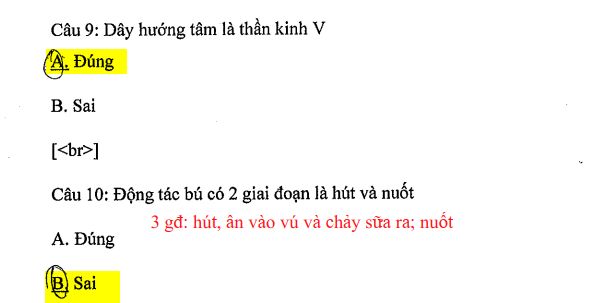 Câu 9: Dây hướng tâm là thần kinh V
A. Đúng
B. Sai
[<br>]
Câu 10: Động tác bú có 2 giai đoạn là hút và nuốt
3 gđ: hút, ân vào vú và chảy sữa ra; nuốt
A. Đúng
B. Sai